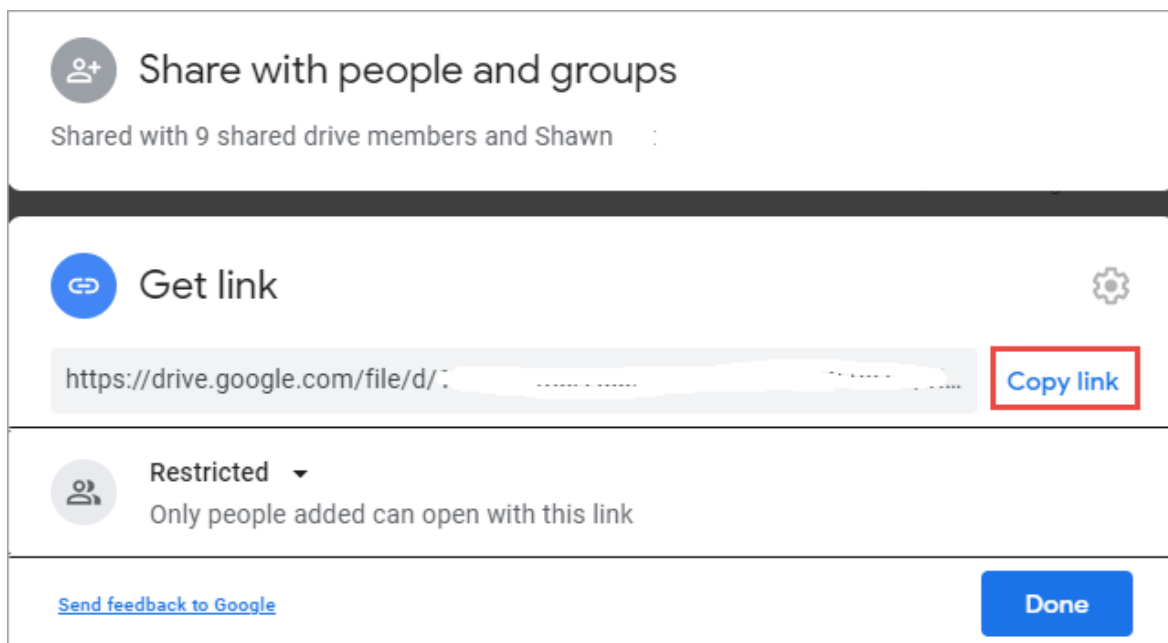 Share with people and groups
Shared with 9 shared drive members and Shawn
Get link
https://drive.google.com/file/d/
Copy link
Restricted
Only people added can open with this link
Send feedback to Google
Done